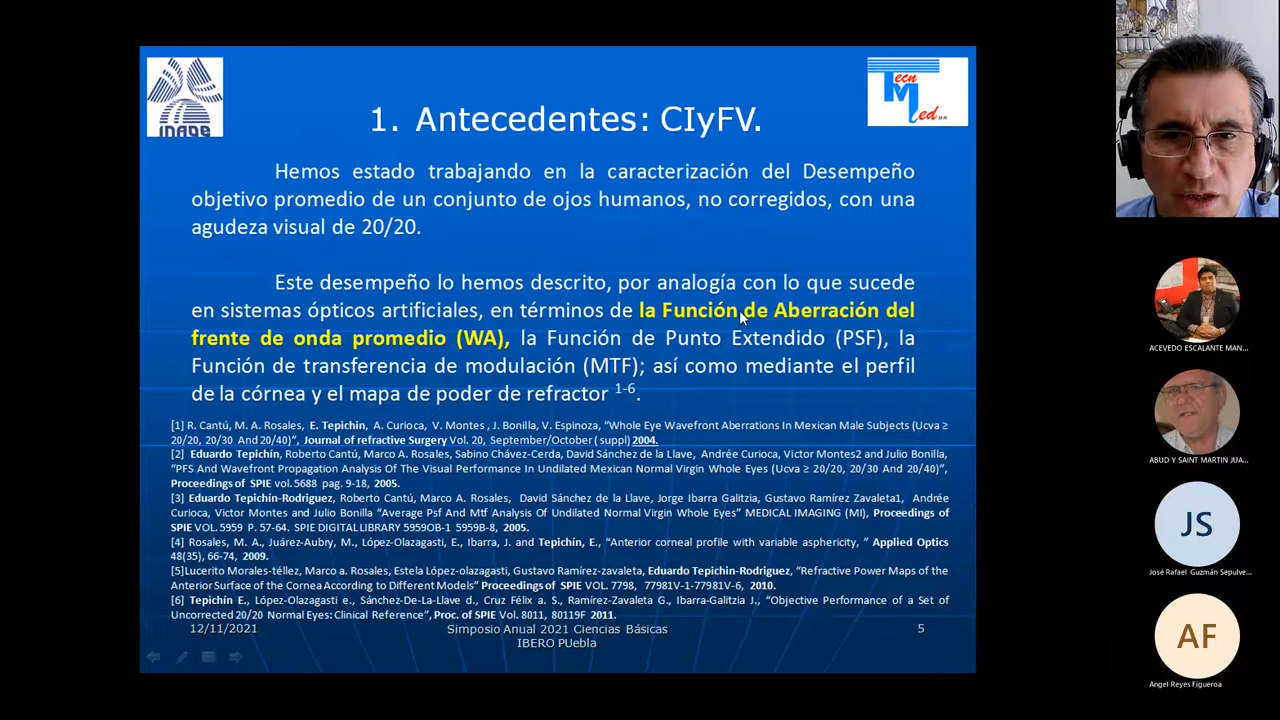 INAOE
Tecn
Med M.R.
1. Antecedentes: CIyFV.
Hemos estado trabajando en la caracterización del Desempeño
objetivo promedio de un conjunto de ojos humanos, no corregidos, con una
agudeza visual de 20/20.
Este desempeño lo hemos descrito, por analogía con lo que sucede
en sistemas ópticos artificiales, en términos de la Función de Aberración del
frente de onda promedio (WA), la Función de Punto Extendido (PSF), la
Función de transferencia de modulación (MTF); así como mediante el perfil
de la córnea y el mapa de poder de refractor 1-6.
[1] R. Cantú, M. A. Rosales, E. Tepichin, A. Curioca, V. Montes , J. Bonilla, V. Espinoza, “Whole Eye Wavefront Aberrations In Mexican Male Subjects (Ucva ≥
20/20, 20/30 And 20/40)”, Journal of refractive Surgery Vol. 20, September/October ( suppl) 2004.
[2] Eduardo Tepichin, Roberto Cantú, Marco A. Rosales, Sabino Chávez-Cerda, David Sánchez de la Llave, Andrée Curioca, Victor Montes2 and Julio Bonilla,
“PFS And Wavefront Propagation Analysis Of The Visual Performance In Undilated Mexican Normal Virgin Whole Eyes (Ucva ≥ 20/20, 20/30 And 20/40)”,
Proceedings of SPIE vol. 5688 pag. 9-18, 2005.
[3] Eduardo Tepichín-Rodriguez, Roberto Cantú, Marco A. Rosales, David Sánchez de la Llave, Jorge Ibarra Galitzia, Gustavo Ramírez Zavaleta1, Andrée
Curioca, Victor Montes and Julio Bonilla “Average Psf And Mtf Analysis Of Undilated Normal Virgin Whole Eyes” MEDICAL IMAGING (MI), Proceedings of
SPIE VOL. 5959 P. 57-64. SPIE DIGITAL LIBRARY 5959OB-1 5959B-8, 2005.
[4] Rosales, M. A., Juárez-Aubry, M., López-Olazagasti, E., Ibarra, J. and Tepichín, E., “Anterior corneal profile with variable asphericity, ” Applied Optics
48(35), 66-74, 2009.
[5]Lucerito Morales-téllez, Marco a. Rosales, Estela López-olazagasti, Gustavo Ramírez-zavaleta, Eduardo Tepichin-Rodriguez, “Refractive Power Maps of the
Anterior Surface of the Cornea According to Different Models” Proceedings of SPIE VOL. 7798, 77981V-1-77981V-6, 2010.
[6] Tepichin E., López-Olazagasti e., Sánchez-De-La-Llave d., Cruz Félix a. S., Ramírez-Zavaleta G., Ibarra-Galitzia J., “Objective Performance of a Set of
Uncorrected 20/20 Normal Eyes: Clinical Reference”, Proc. of SPIE Vol. 8011, 80119F 2011.
12/11/2021
Simposio Anual 2021 Ciencias Básicas
IBERO PUebla
5
ACEVEDO ESCALANTE MAN...
ABUD Y SAINT MARTIN JUA...
JS
José Rafael Guzmán Sepulve...
AF
Angel Reyes Figueroa